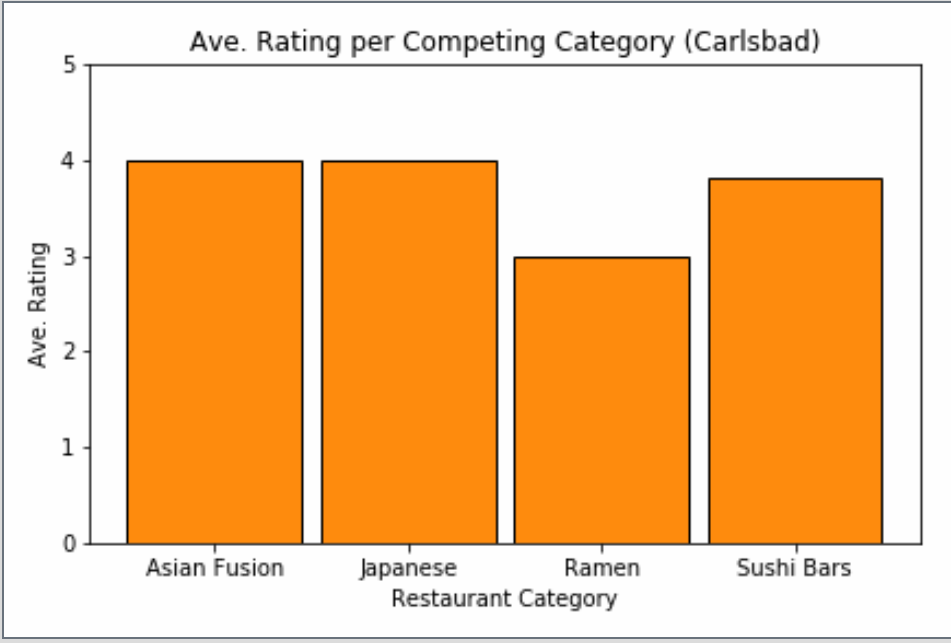 Ave. Rating per Competing Category (Carlsbad)
5
4
3
2
1
0
Ave. Rating
Asian Fusion Japanese Ramen Sushi Bars
Restaurant Category